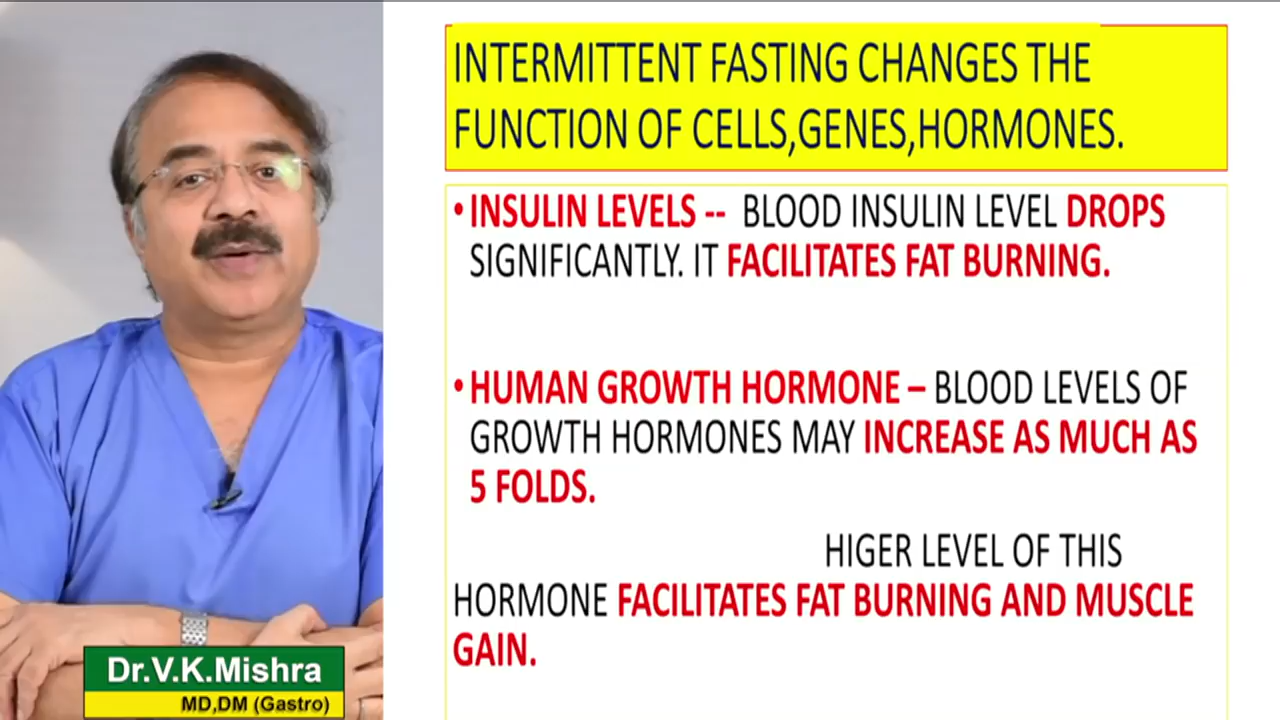 INTERMITTENT FASTING CHANGES THE
FUNCTION OF CELLS,GENES,HORMONES.
• INSULIN LEVELS -- BLOOD INSULIN LEVEL DROPS
SIGNIFICANTLY. IT FACILITATES FAT BURNING.
• HUMAN GROWTH HORMONE – BLOOD LEVELS OF
GROWTH HORMONES MAY INCREASE AS MUCH AS
5 FOLDS.
HIGER LEVEL OF THIS
HORMONE FACILITATES FAT BURNING AND MUSCLE
GAIN.
Dr.V.K.Mishra
MD,DM (Gastro)